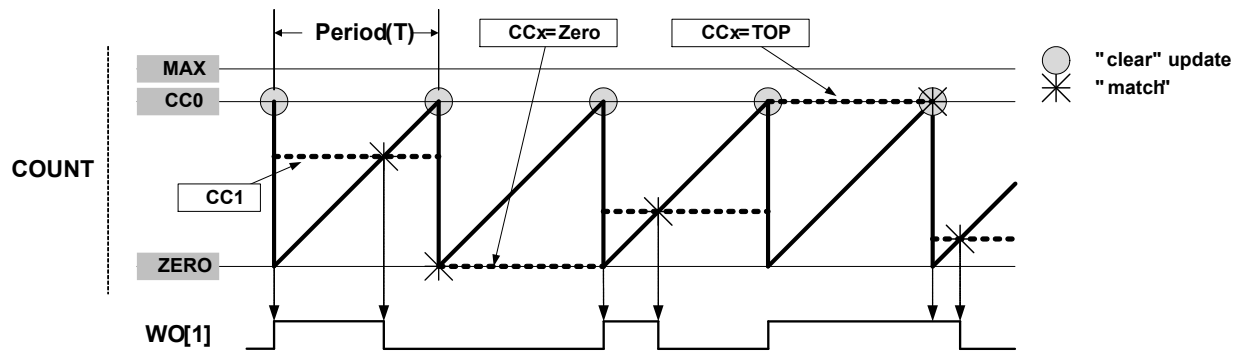 Period(T)
CCx=Zero
CCx=TOP
"clear" update
"match"
MAX
CC0
COUNT
CC1
ZERO
WO[1]